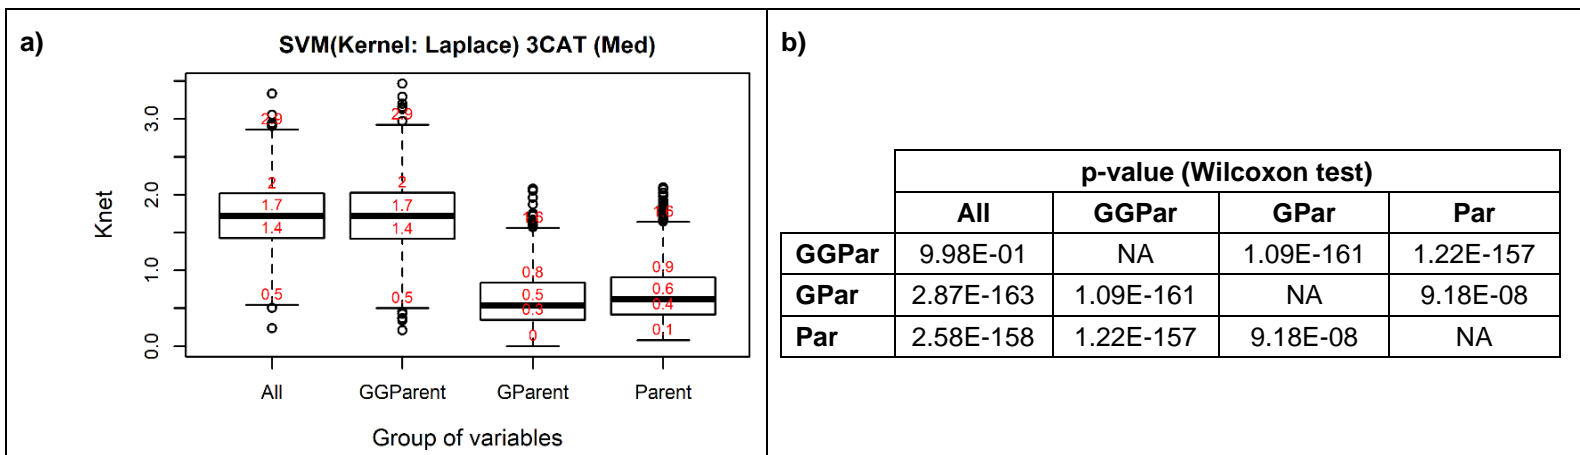 a)
SVM(Kernel: Laplace) 3CAT (Med)
Knet
3.0
2.0
1.0
0.0
2.9
2
1.7
1.4
0.5
2.9
2
1.7
1.4
0.5
1.6
0.8
0.5
0.3
0
1.6
0.9
0.6
0.4
0.1
All GGParent GParent Parent
Group of variables
b)
p-value (Wilcoxon test)
All GGPar GPar Par
GGPar 9.98E-01 NA 1.09E-161 1.22E-157
GPar 2.87E-163 1.09E-161 NA 9.18E-08
Par 2.58E-158 1.22E-157 9.18E-08 NA